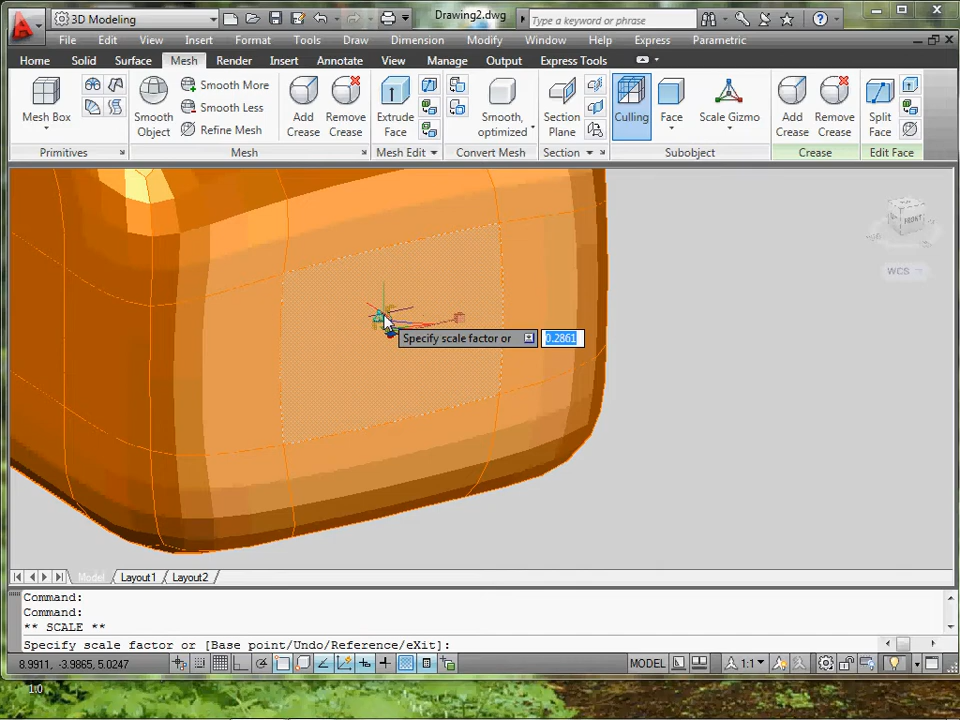 3D Modeling
Drawing2.dwg
Type a keyword or phrase
File Edit View Insert Format Tools Draw Dimension Modify Window Help Express Parametric
Home Solid Surface Mesh Render Insert Annotate View Manage Output Express Tools
Mesh Box
Smooth Object
Smooth More
Smooth Less
Refine Mesh
Add Crease
Remove Crease
Extrude Face
Smooth, optimized
Section Plane
Culling
Face
Scale Gizmo
Add Crease
Remove Crease
Split Face
Primitives Mesh Mesh Edit Convert Mesh Section Subobject Crease Edit Face
FRONT
WCS
Specify scale factor or 0.2861
Model Layout1 Layout2
Command:
Command:
** SCALE **
Specify scale factor or [Base point/Undo/Reference/eXit]:
8.9911, -3.9865, 5.0247
MODEL
1:1
1.0